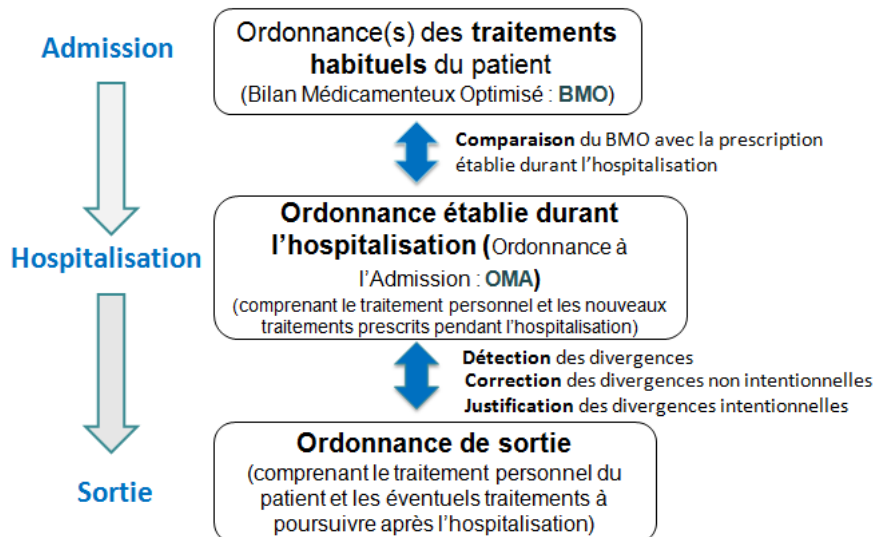 Admission
Ordonnance(s) des traitements
habituels du patient
(Bilan Médicamenteux Optimisé : BMO)
Comparaison du BMO avec la prescription
établie durant l'hospitalisation
Hospitalisation
Ordonnance établie durant
l'hospitalisation (Ordonnance à
l'Admission : OMA)
(comprenant le traitement personnel et les nouveaux
traitements prescrits pendant l'hospitalisation)
Détection des divergences
Correction des divergences non intentionnelles
Justification des divergences intentionnelles
Sortie
Ordonnance de sortie
(comprenant le traitement personnel du
patient et les éventuels traitements à
poursuivre après l'hospitalisation)